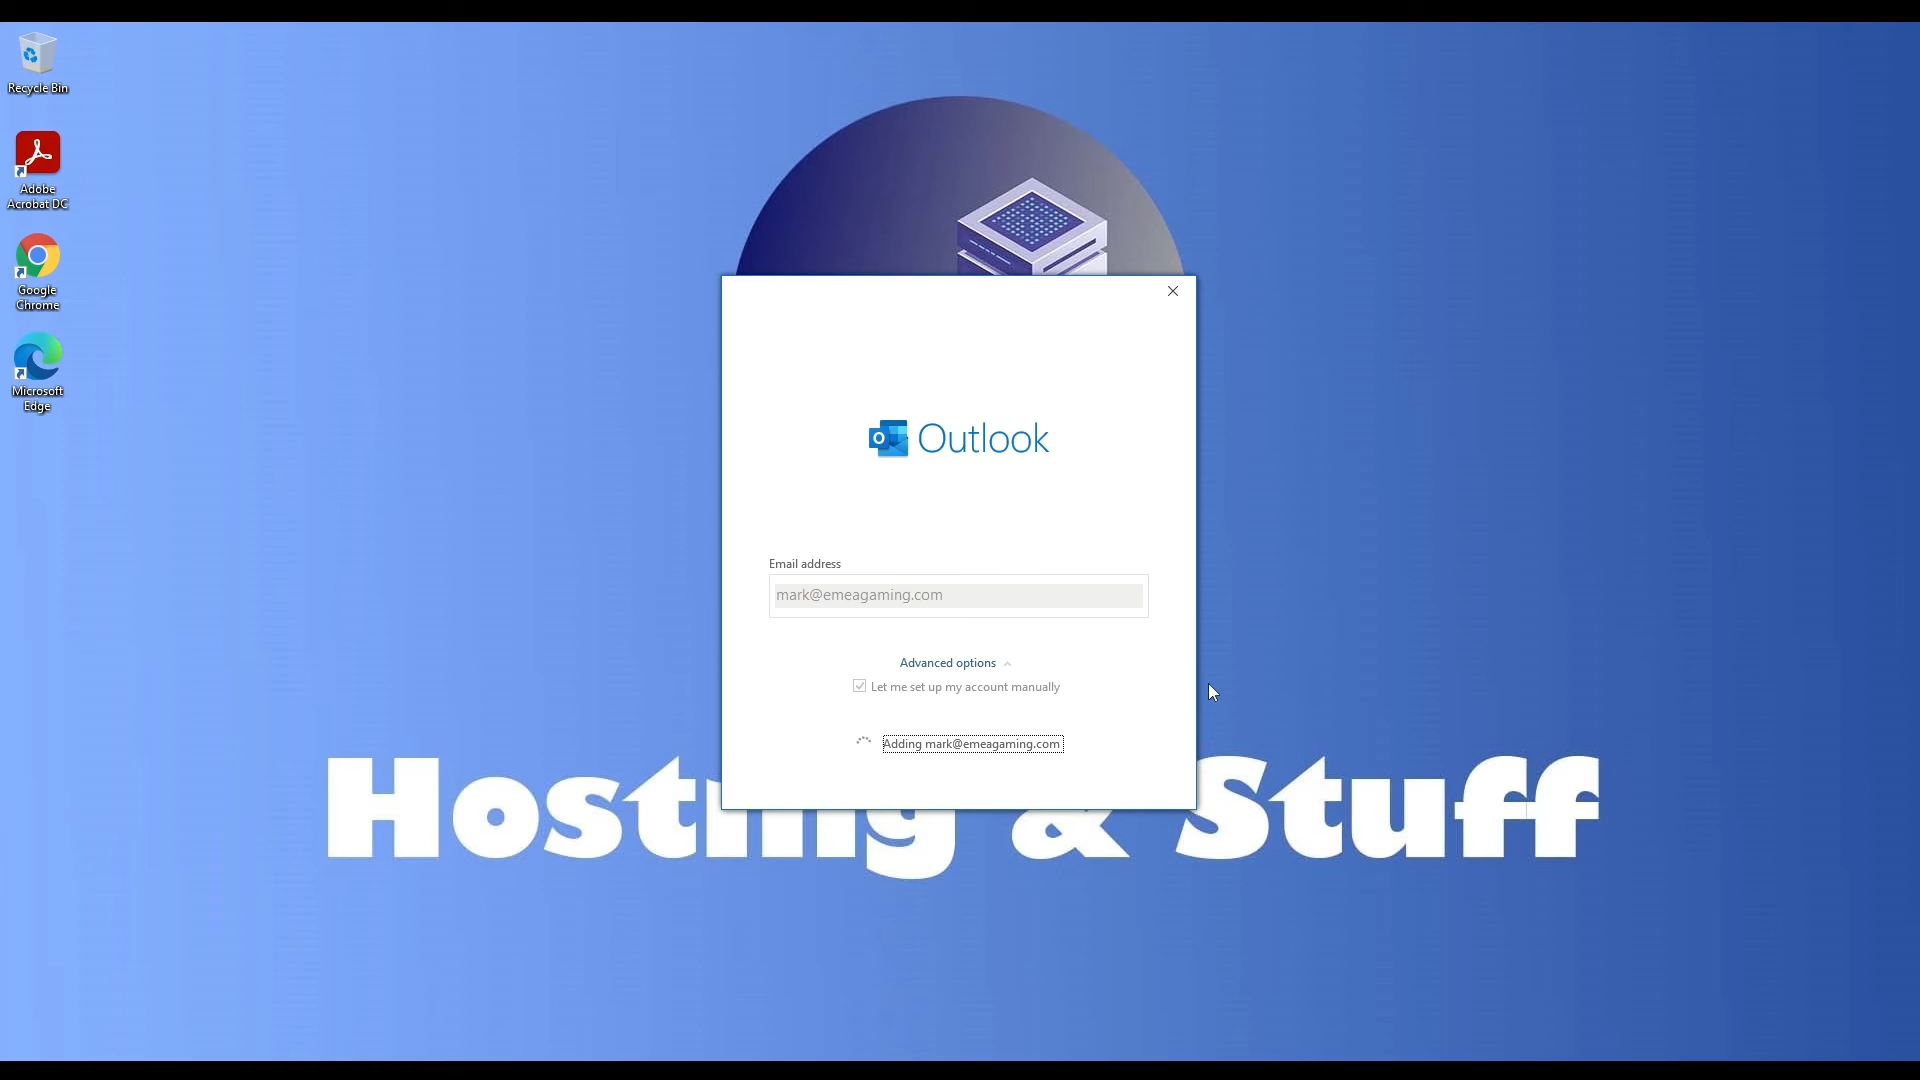 Recycle Bin
Adobe
Acrobat DC
Google
Chrome
Microsoft
Edge
Outlook
Email address
mark@emeagaming.com
Advanced options
Let me set up my account manually
Adding mark@emeagaming.com
Hosting & Stuff